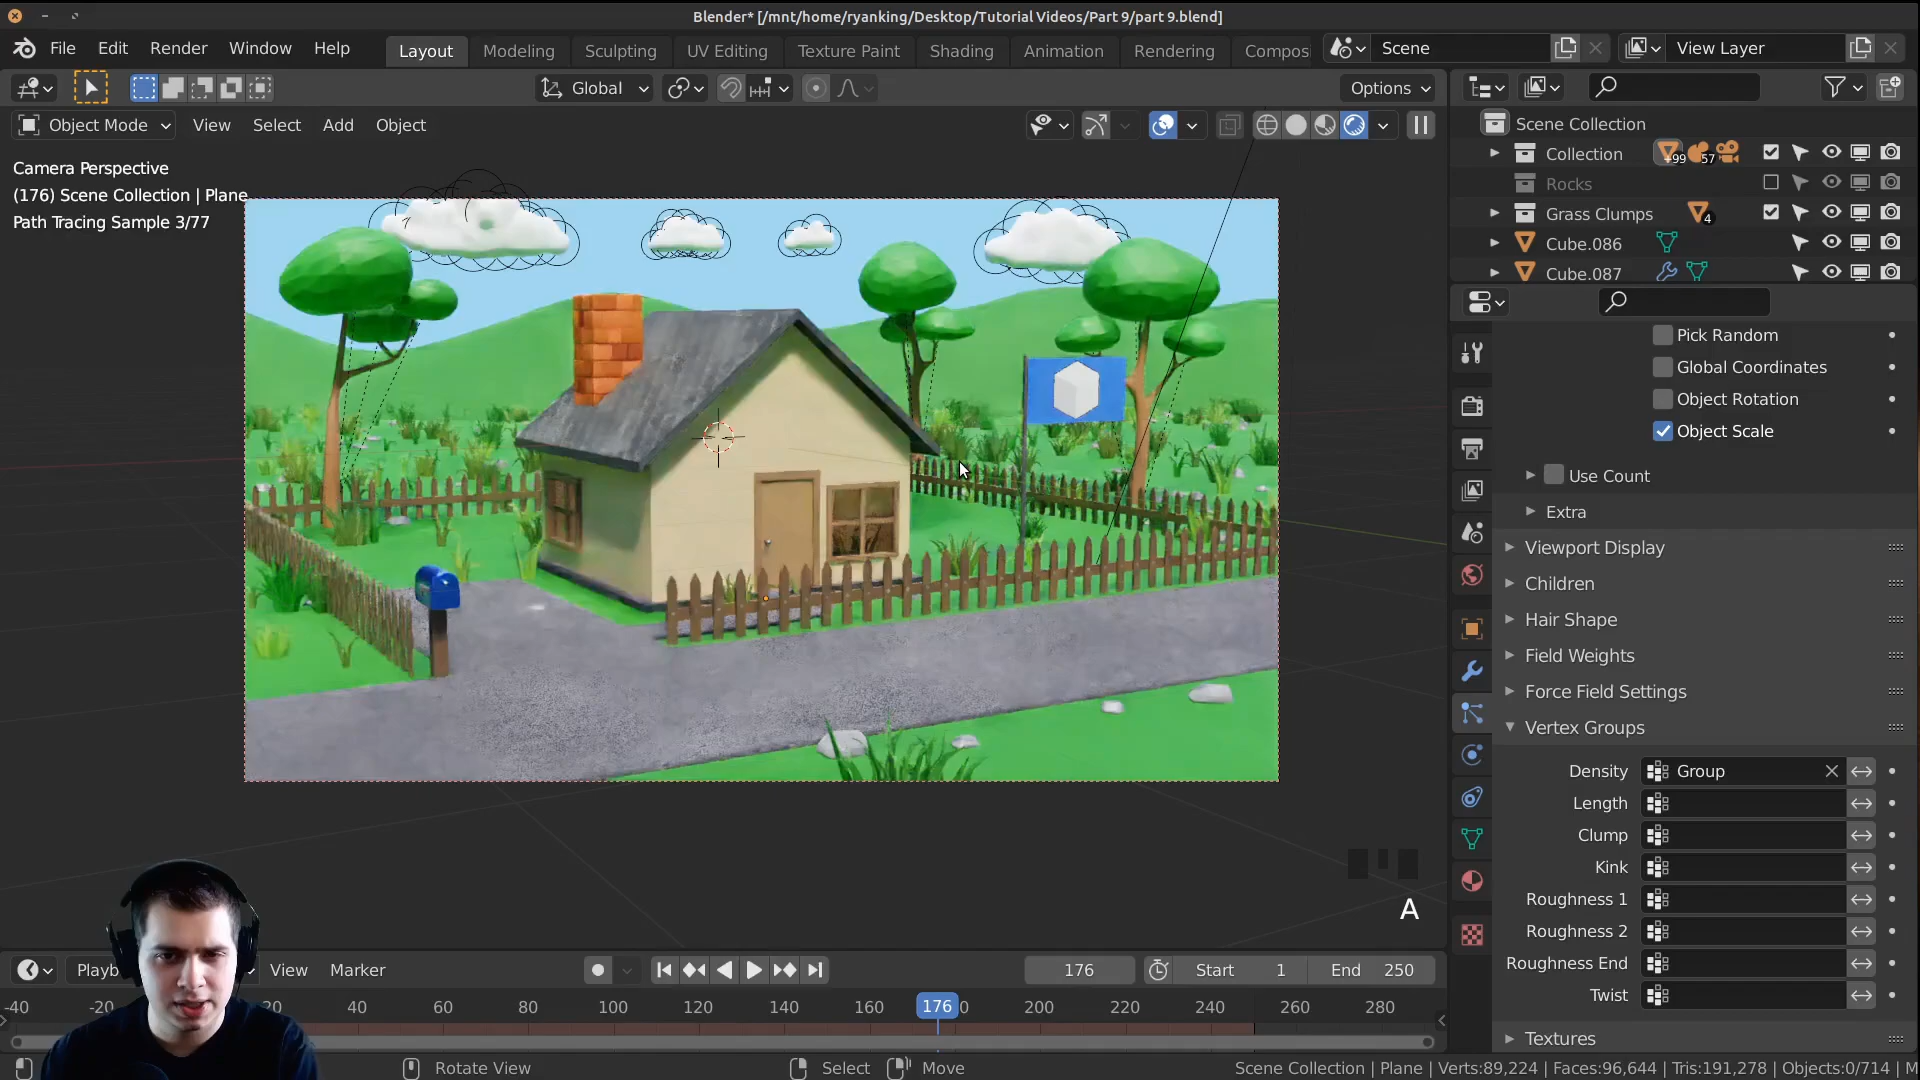 Blender* [/mnt/home/ryanking/Desktop/Tutorial Videos/Part 9/part 9.blend]
File Edit Render Window Help
Layout Modeling Sculpting UV Editing Texture Paint Shading Animation Rendering Compos
Scene
View Layer
Global
Options
Object Mode View Select Add Object
Scene Collection
Collection +99 57
Rocks
Grass Clumps 4
Cube.086
Cube.087
Camera Perspective
(176) Scene Collection | Plane
Path Tracing Sample 3/77
Pick Random
Global Coordinates
Object Rotation
Object Scale
Use Count
Extra
Viewport Display
Children
Hair Shape
Field Weights
Force Field Settings
Vertex Groups
Density Group
Length
Clump
Kink
Roughness 1
Roughness 2
Roughness End
Twist
Textures
A
Playb View Marker
176 Start 1 End 250
-40 -20 20 40 60 80 100 120 140 160 176 0 200 220 240 260 280
Rotate View Select Move
Scene Collection | Plane | Verts:89,224 | Faces:96,644 | Tris:191,278 | Objects:0/714 | M